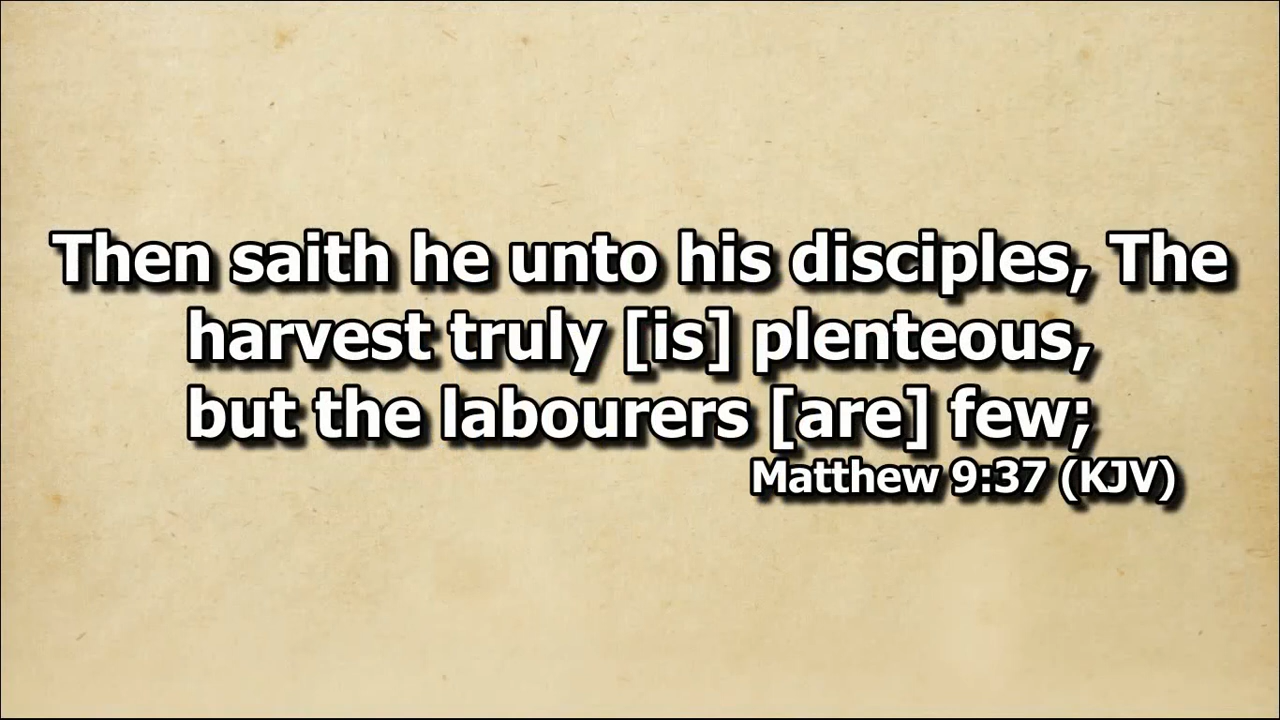 Then saith he unto his disciples, The
harvest truly [is] plenteous,
but the labourers [are] few;
Matthew 9:37 (KJV)